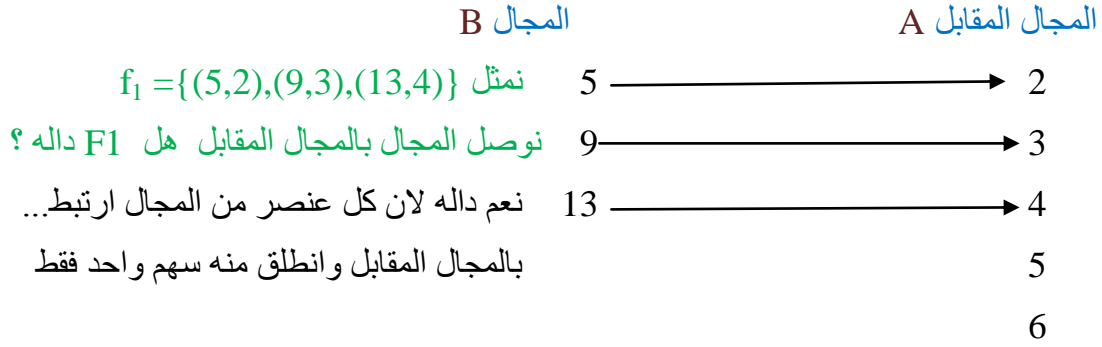 المجال المقابل A
المجال B
نمثل f1 ={(5,2),(9,3),(13,4)}
5
2
نوصل المجال بالمجال المقابل هل F1 داله ؟
9
3
نعم داله لان كل عنصر من المجال ارتبط...
13
4
بالمجال المقابل وانطلق منه سهم واحد فقط
5
6